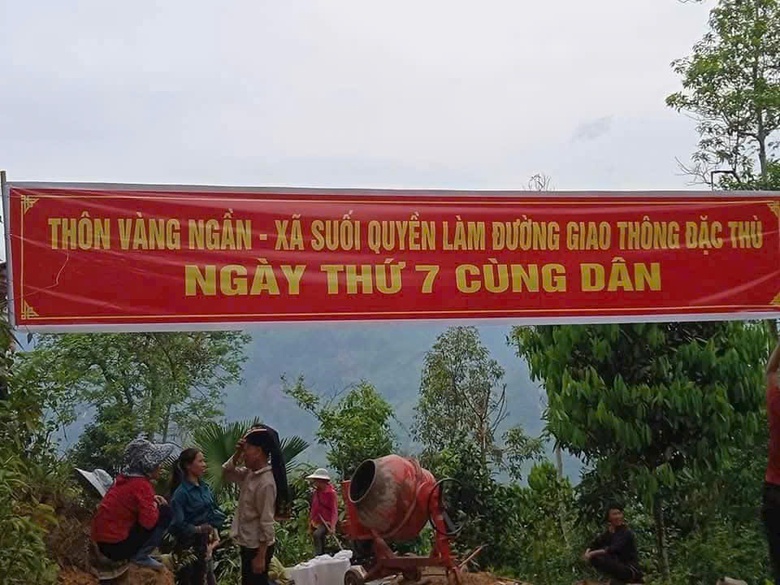 THÔN VÀNG NGẦN - XÃ SUỐI QUYỀN LÀM ĐƯỜNG GIAO THÔNG ĐẶC THÙ
NGÀY THỨ 7 CÙNG DÂN